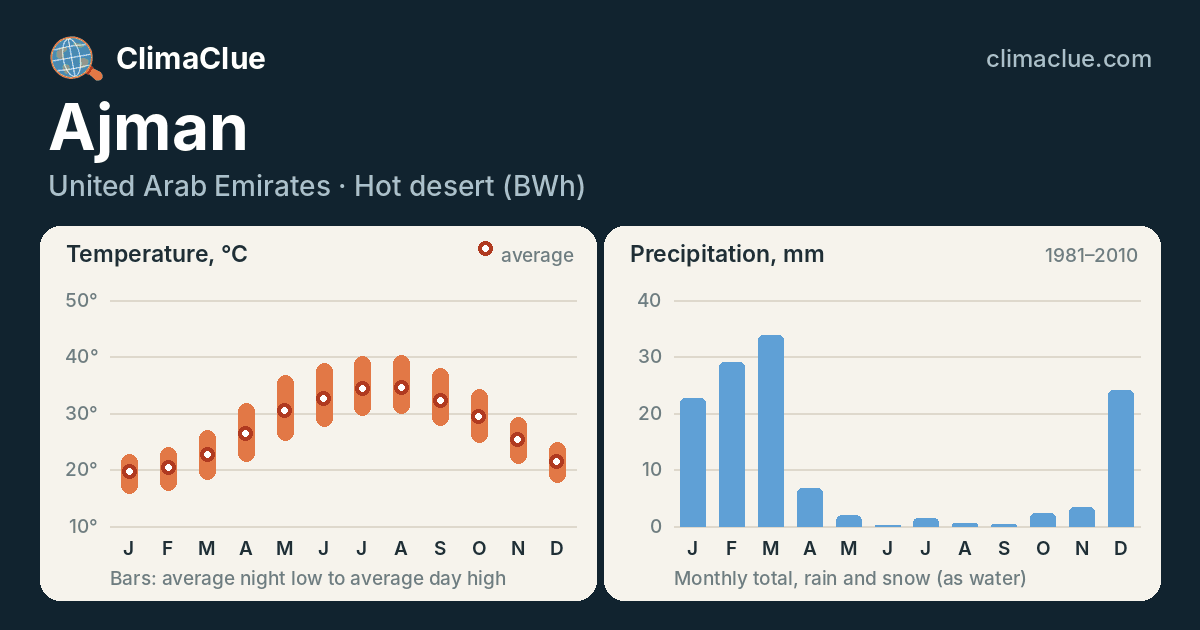 ClimaClue
climaclue.com
Ajman
United Arab Emirates · Hot desert (BWh)
Temperature, °C
average
50°
40°
30°
20°
10°
J F M A M J J A S O N D
Bars: average night low to average day high
Precipitation, mm
1981–2010
40
30
20
10
0
J F M A M J J A S O N D
Monthly total, rain and snow (as water)